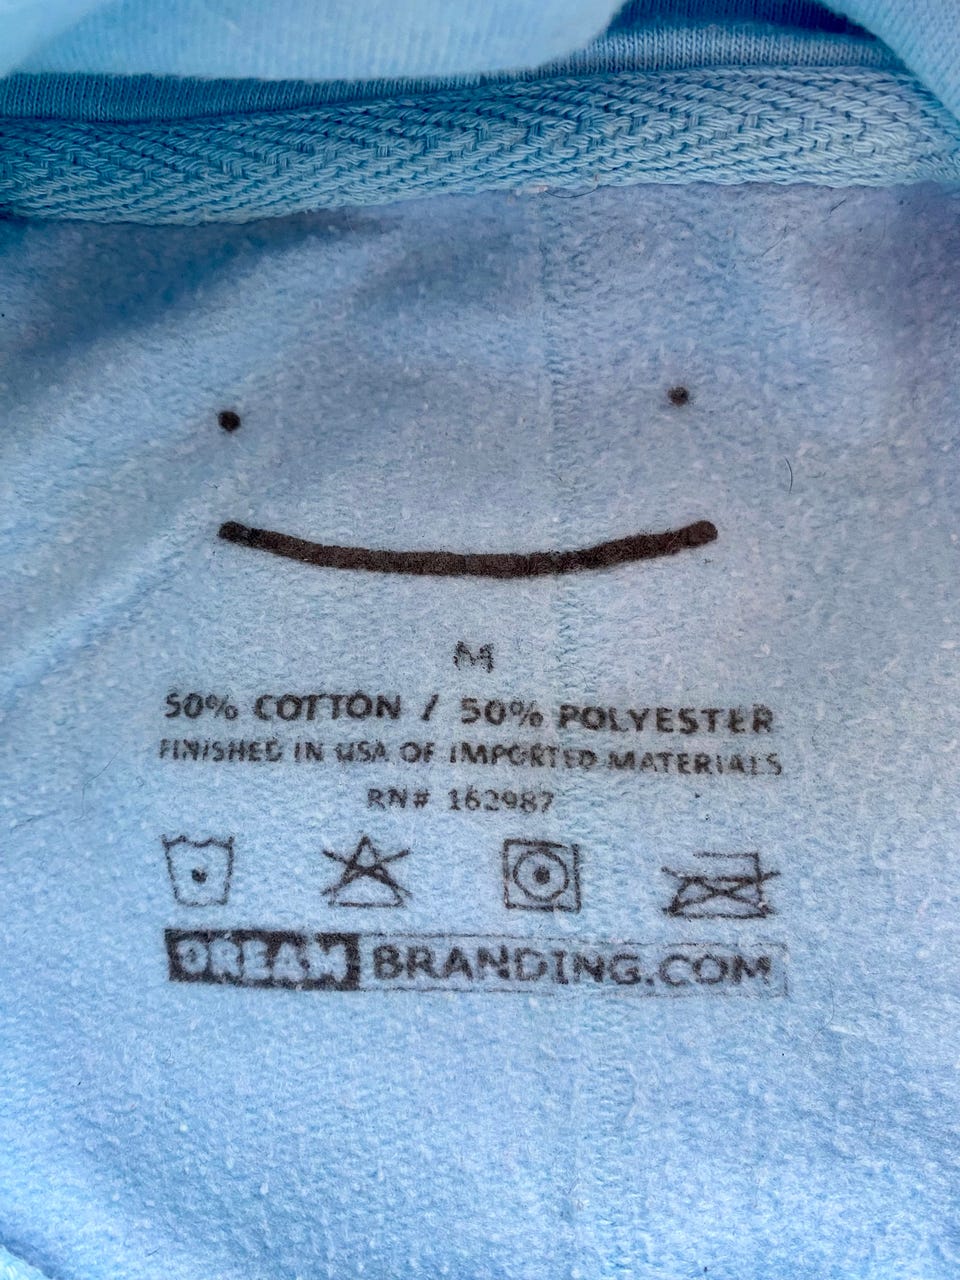 M
50% COTTON / 50% POLYESTER
FINISHED IN USA OF IMPORTED MATERIALS
RN# 162987
DREAM BRANDING.COM